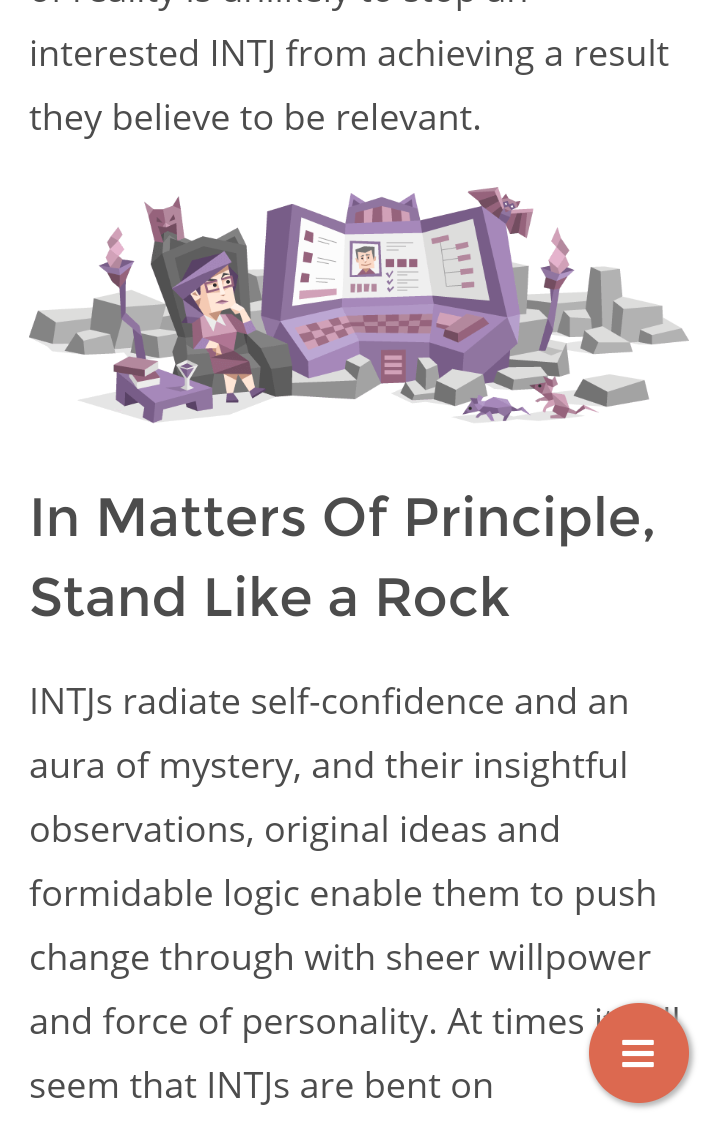 interested INTJ from achieving a result
they believe to be relevant.
In Matters Of Principle,
Stand Like a Rock
INTJs radiate self-confidence and an
aura of mystery, and their insightful
observations, original ideas and
formidable logic enable them to push
change through with sheer willpower
and force of personality. At times
seem that INTJs are bent on